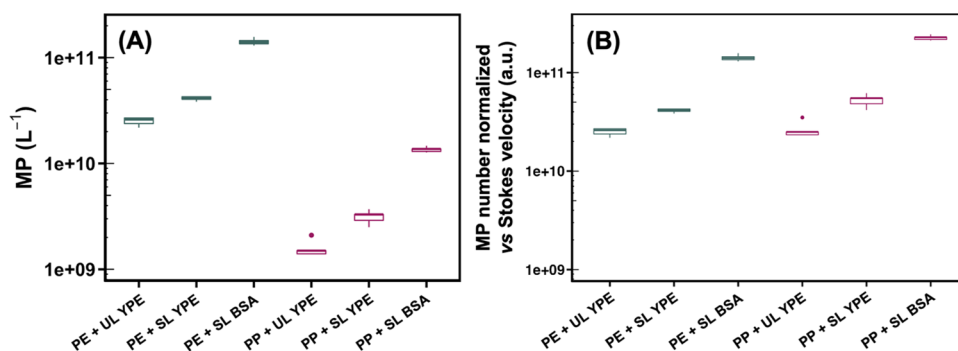 (A)
MP (L⁻¹)
1e+11
1e+10
1e+09
PE + UL YPE
PE + SL YPE
PE + SL BSA
PP + UL YPE
PP + SL YPE
PP + SL BSA
(B)
MP number normalized
vs Stokes velocity (a.u.)
1e+11
1e+10
1e+09
PE + UL YPE
PE + SL YPE
PE + SL BSA
PP + UL YPE
PP + SL YPE
PP + SL BSA